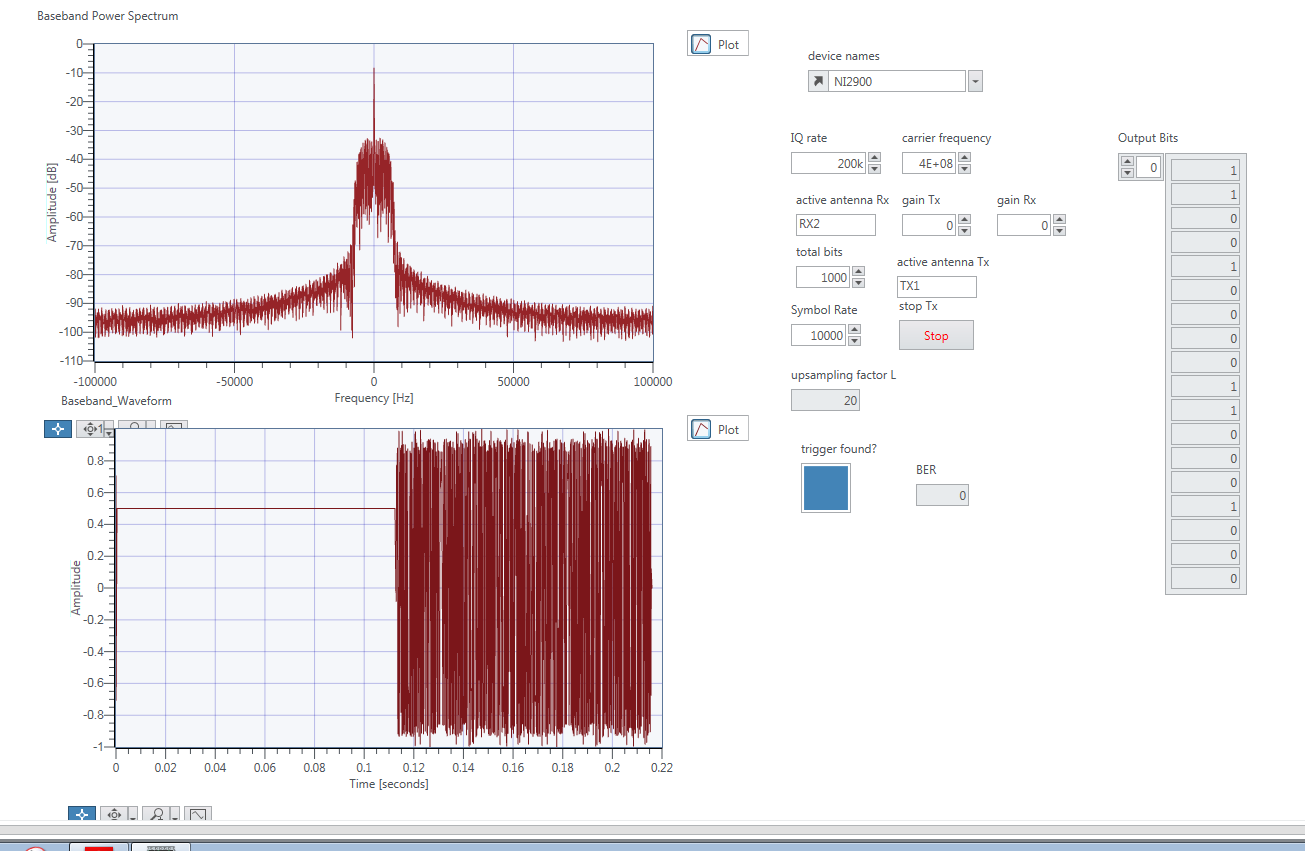 Baseband Power Spectrum
0
-10
-20
-30
-40
-50
-60
-70
-80
-90
-100
-110
Amplitude [dB]
-100000 -50000 0 50000 100000
Frequency [Hz]
Plot
Baseband_Waveform
1
0.8
0.6
0.4
0.2
0
-0.2
-0.4
-0.6
-0.8
-1
Amplitude
0 0.02 0.04 0.06 0.08 0.1 0.12 0.14 0.16 0.18 0.2 0.22
Time [seconds]
Plot
device names
NI2900
IQ rate
200k
carrier frequency
4E+08
active antenna Rx
RX2
gain Tx
0
gain Rx
0
total bits
1000
active antenna Tx
TX1
Symbol Rate
10000
stop Tx
Stop
upsampling factor L
20
trigger found?
BER
0
Output Bits
0
1
1
0
0
1
0
0
0
0
1
1
0
0
0
1
0
0
0